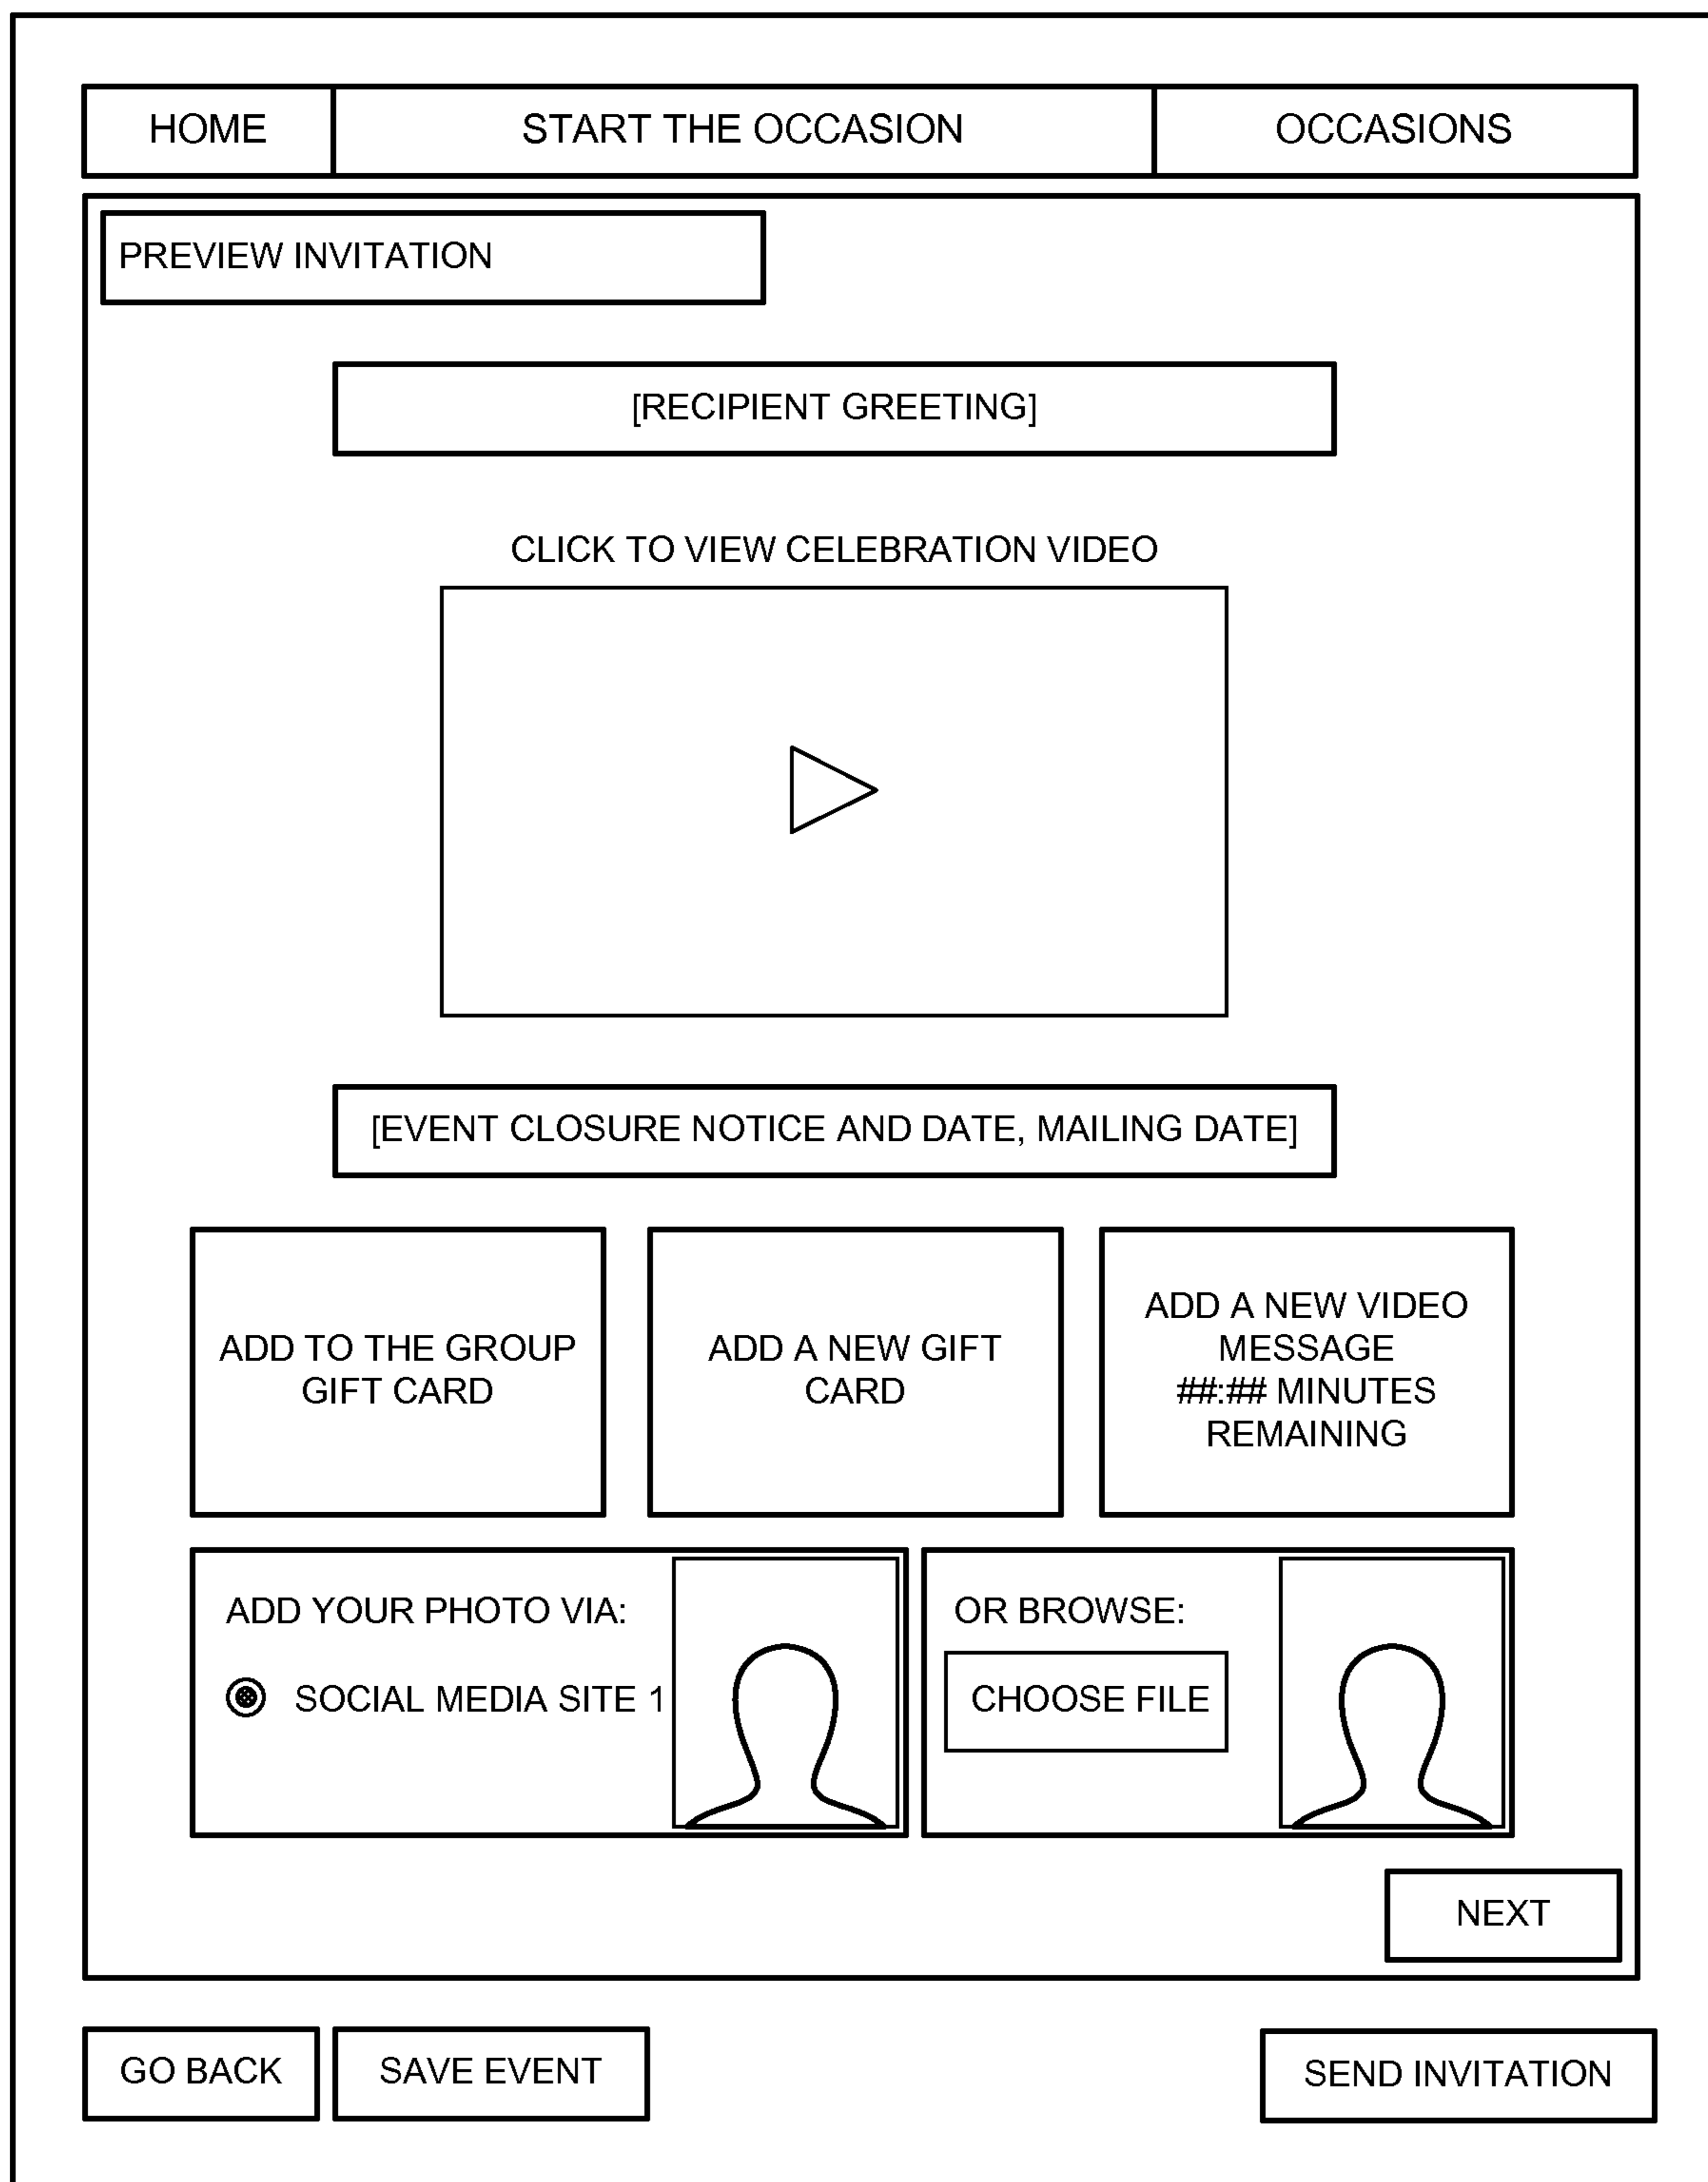 HOME
START THE OCCASION
OCCASIONS
PREVIEW INVITATION
[RECIPIENT GREETING]
CLICK TO VIEW CELEBRATION VIDEO
[EVENT CLOSURE NOTICE AND DATE, MAILING DATE]
ADD TO THE GROUP
GIFT CARD
ADD A NEW GIFT
CARD
ADD A NEW VIDEO
MESSAGE
##:## MINUTES
REMAINING
ADD YOUR PHOTO VIA:
SOCIAL MEDIA SITE 1
OR BROWSE:
CHOOSE FILE
NEXT
GO BACK
SAVE EVENT
SEND INVITATION